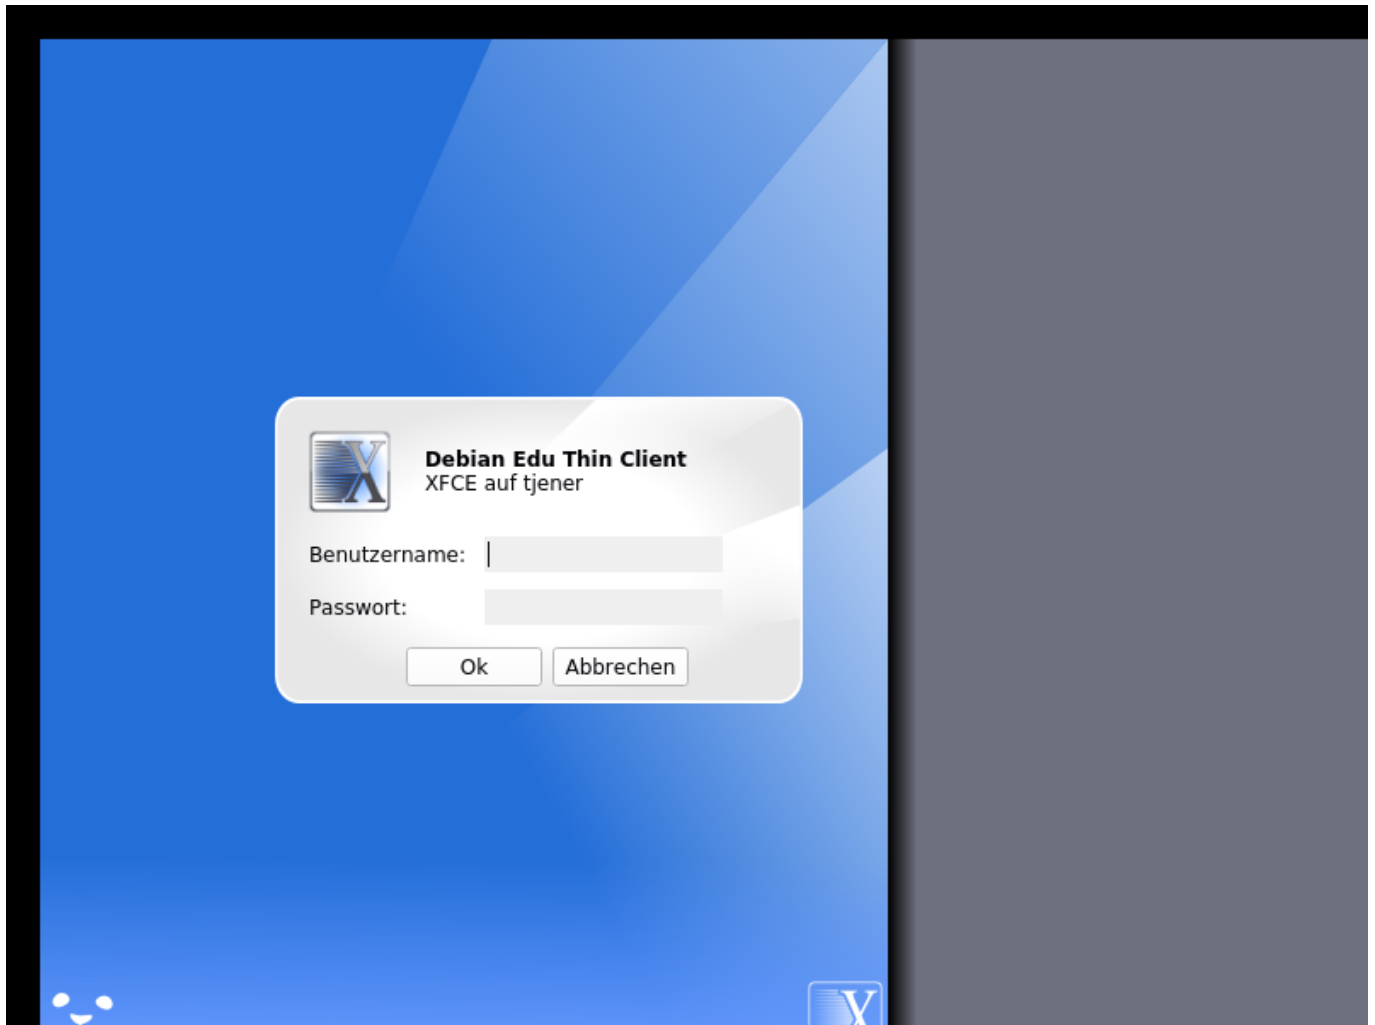 Debian Edu Thin Client
XFCE auf tjener
Benutzername:
Passwort:
Ok Abbrechen